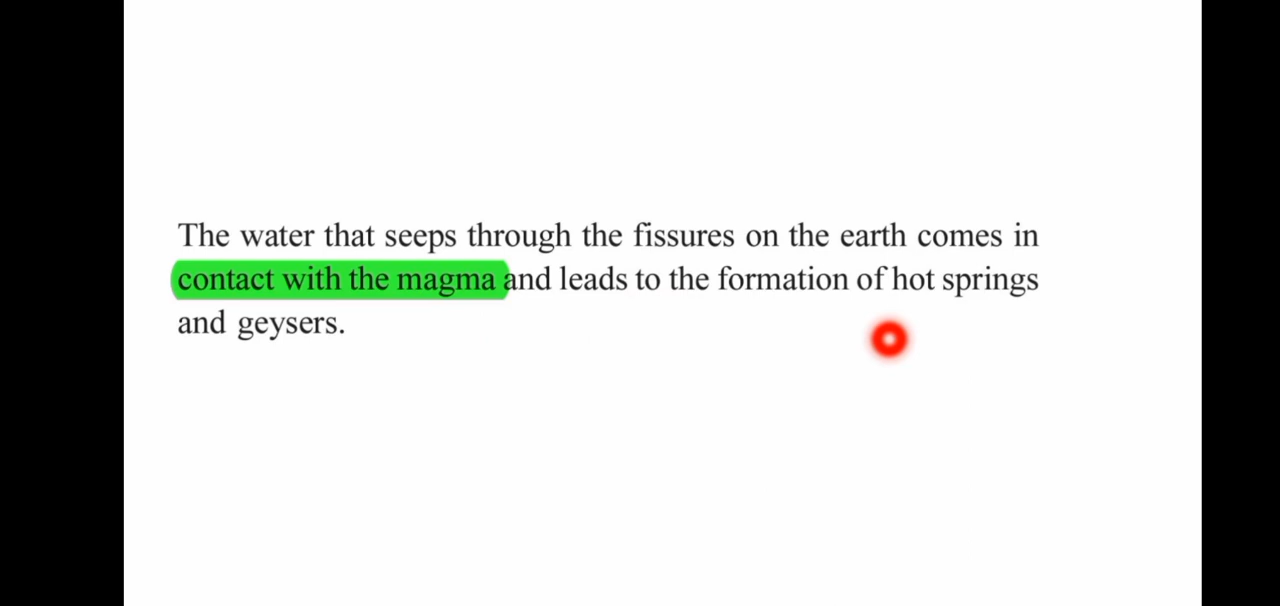 The water that seeps through the fissures on the earth comes in
contact with the magma and leads to the formation of hot springs
and geysers.